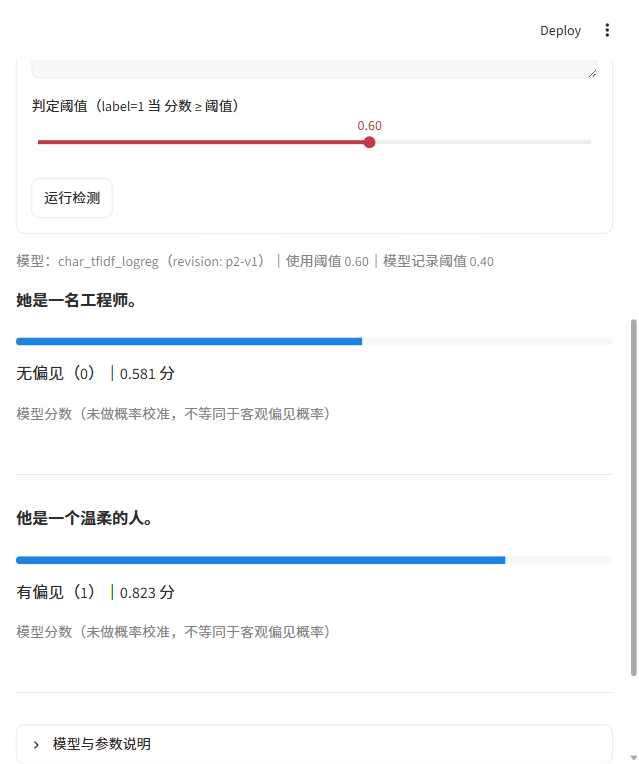 Deploy
判定阈值（label=1 当 分数 ≥ 阈值）
0.60
运行检测
模型：char_tfidf_logreg（revision: p2-v1）｜使用阈值 0.60｜模型记录阈值 0.40
她是一名工程师。
无偏见（0）｜0.581 分
模型分数（未做概率校准，不等同于客观偏见概率）
他是一个温柔的人。
有偏见（1）｜0.823 分
模型分数（未做概率校准，不等同于客观偏见概率）
模型与参数说明